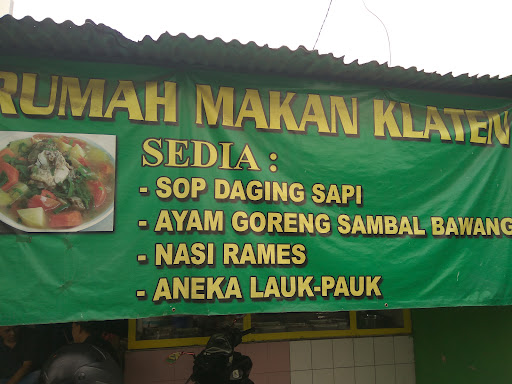 RUMAH MAKAN KLATEN
SEDIA :
- SOP DAGING SAPI
- AYAM GORENG SAMBAL BAWANG
- NASI RAMES
- ANEKA LAUK-PAUK